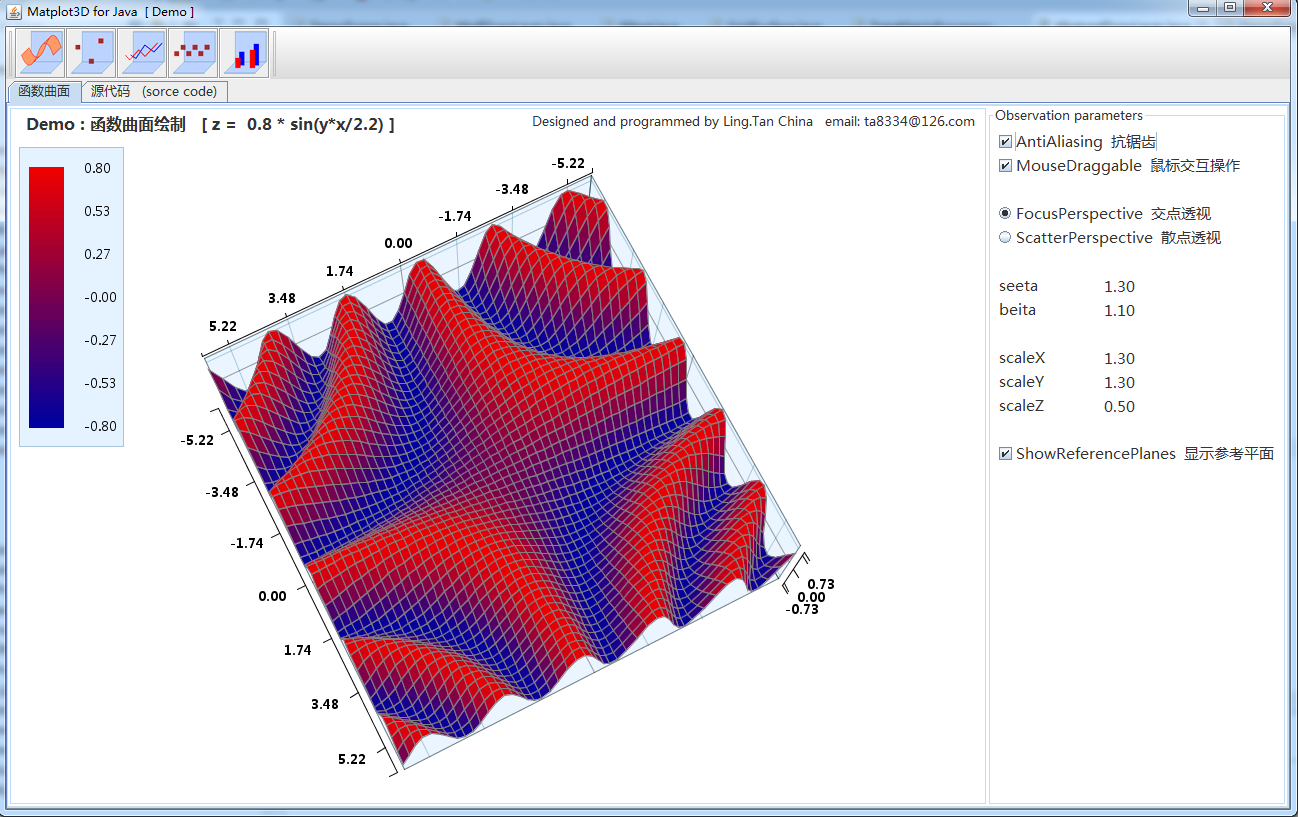 Matplot3D for Java [ Demo ]
函数曲面 源代码 (sorce code)
Demo : 函数曲面绘制 [ z = 0.8 * sin(y*x/2.2) ]
Designed and programmed by Ling.Tan China email: ta8334@126.com
0.80
0.53
0.27
-0.00
-0.27
-0.53
-0.80
-5.22
-3.48
-1.74
0.00
1.74
3.48
5.22
-5.22
-3.48
-1.74
0.00
1.74
3.48
5.22
0.73
0.00
-0.73
Observation parameters
AntiAliasing 抗锯齿
MouseDraggable 鼠标交互操作
FocusPerspective 交点透视
ScatterPerspective 散点透视
seeta 1.30
beita 1.10
scaleX 1.30
scaleY 1.30
scaleZ 0.50
ShowReferencePlanes 显示参考平面